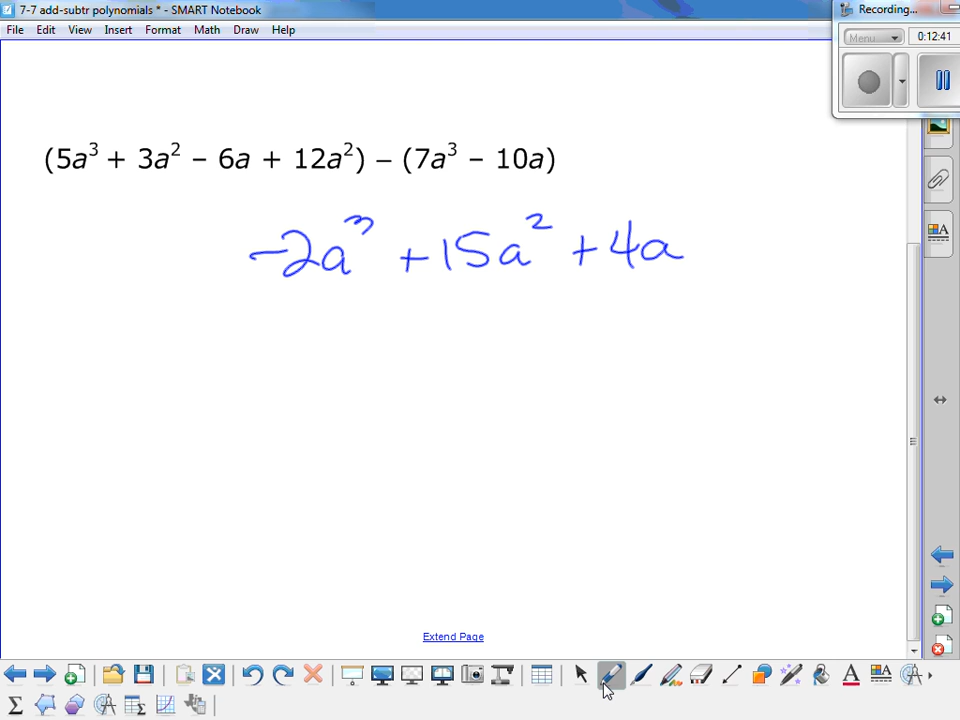 7-7 add-subtr polynomials * - SMART Notebook
Recording...
File Edit View Insert Format Math Draw Help
Menu
0:12:41
(5a³ + 3a² – 6a + 12a²) – (7a³ – 10a)
-2a³ +15a² +4a
Extend Page